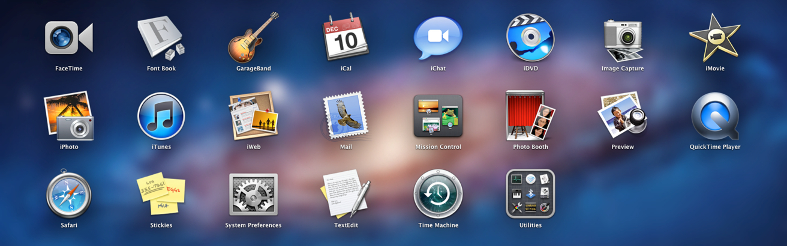 FaceTime
Font Book
GarageBand
DEC
10
iCal
iChat
iDVD
Image Capture
iMovie
iPhoto
iTunes
iWeb
Mail
Mission Control
Photo Booth
Preview
QuickTime Player
Safari
Stickies
System Preferences
TextEdit
Time Machine
Utilities